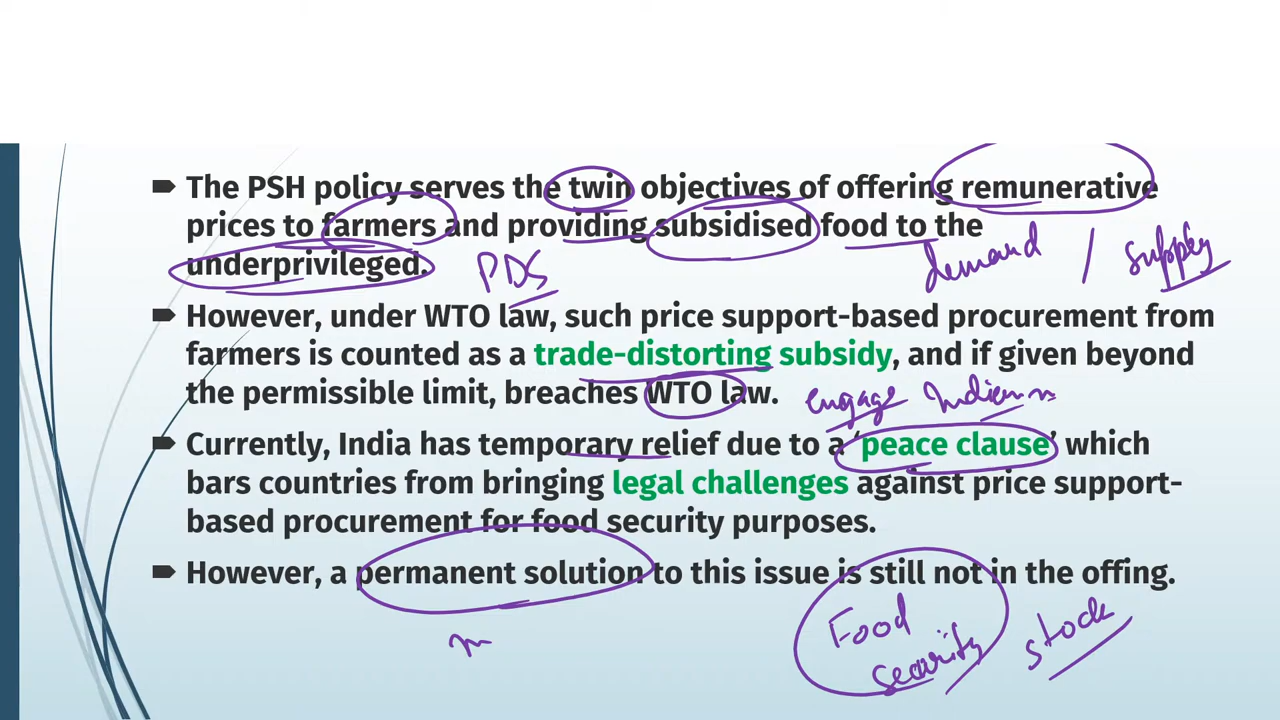 The PSH policy serves the twin objectives of offering remunerative
prices to farmers and providing subsidised food to the
underprivileged.
PDS
demand / supply
However, under WTO law, such price support-based procurement from
farmers is counted as a trade-distorting subsidy, and if given beyond
the permissible limit, breaches WTO law.
engage
Currently, India has temporary relief due to a ‘peace clause’ which
bars countries from bringing legal challenges against price support-
based procurement for food security purposes.
However, a permanent solution to this issue is still not in the offing.
Food
security
stock